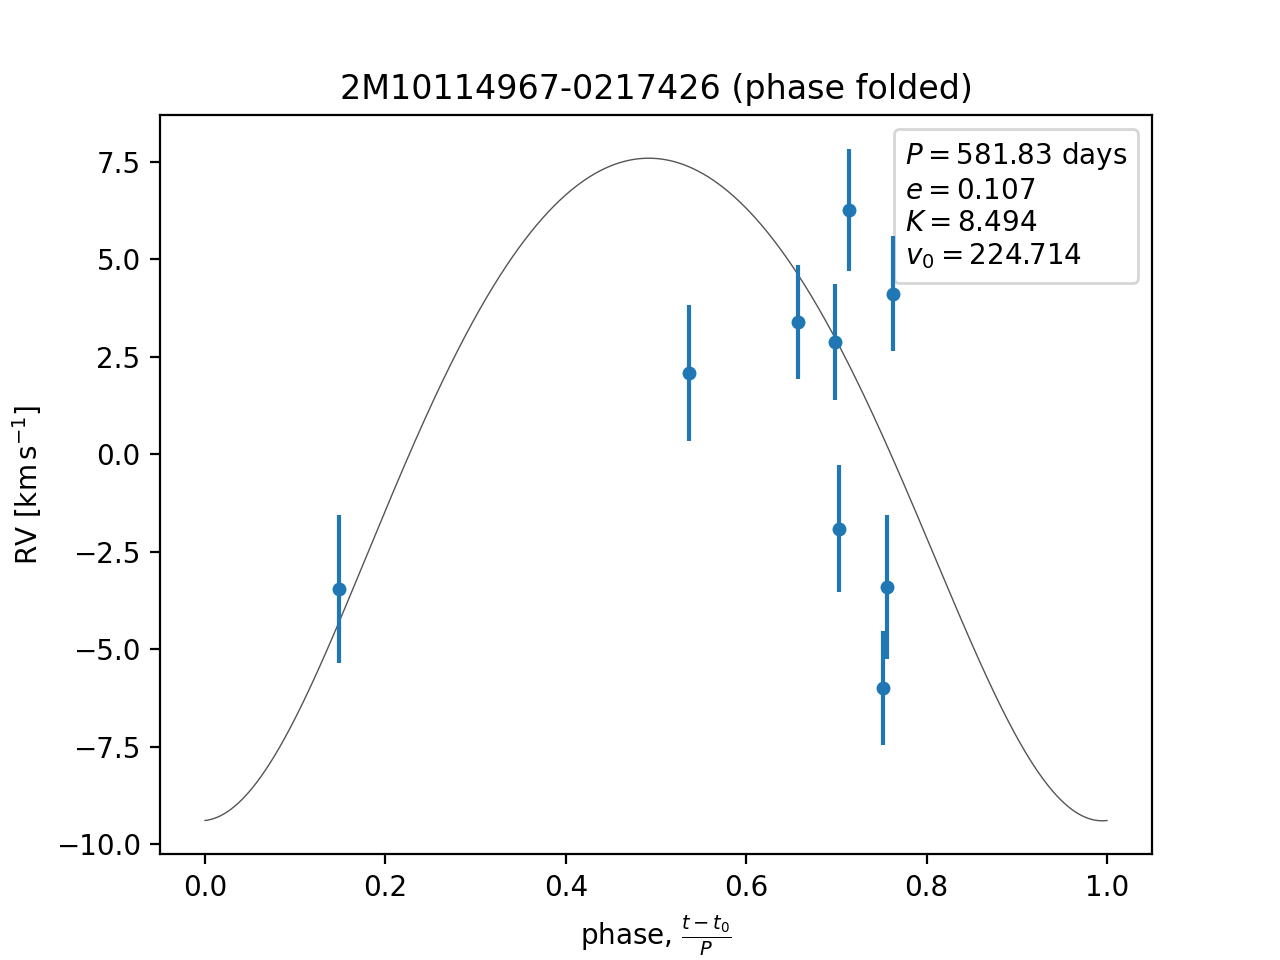 2M10114967-0217426 (phase folded)
P = 581.83 days
e = 0.107
K = 8.494
v₀ = 224.714
7.5
5.0
2.5
0.0
−2.5
−5.0
−7.5
−10.0
RV [km s⁻¹]
0.0 0.2 0.4 0.6 0.8 1.0
phase, (t − t₀)/P